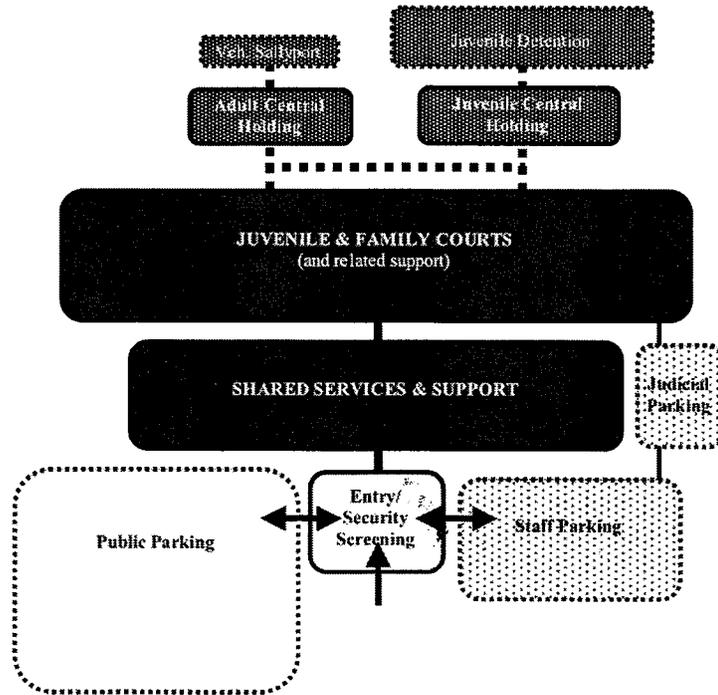 Veh. Sallyport
Juvenile Detention
Adult Central
Holding
Juvenile Central
Holding
JUVENILE & FAMILY COURTS
(and related support)
SHARED SERVICES & SUPPORT
Judicial
Parking
Entry/
Security
Screening
Public Parking
Staff Parking